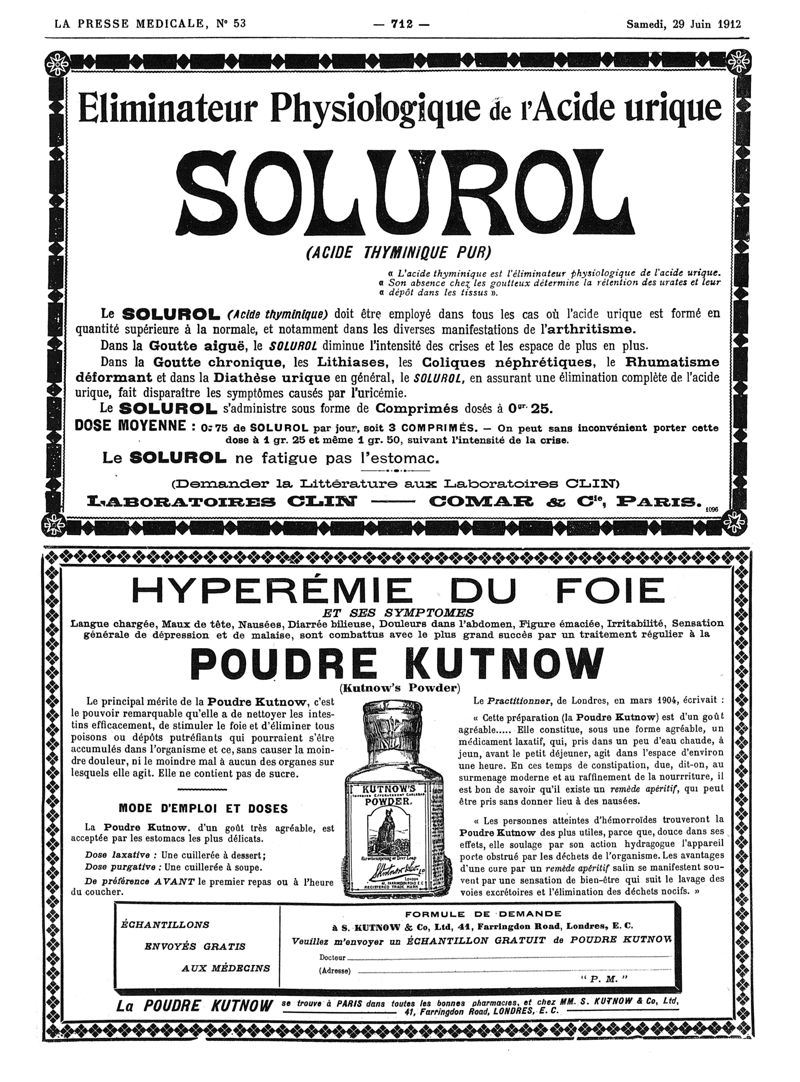 LA PRESSE MEDICALE, N° 53
— 712 —
Samedi, 29 Juin 1912
Eliminateur Physiologique de l'Acide urique
SOLUROL
(ACIDE THYMINIQUE PUR)
« L'acide thyminique est l'éliminateur physiologique de l'acide urique.
« Son absence chez les goutteux détermine la rétention des urates et leur
« dépôt dans les tissus ».
Le SOLUROL (Acide thyminique) doit être employé dans tous les cas où l'acide urique est formé en
quantité supérieure à la normale, et notamment dans les diverses manifestations de l'arthritisme.
Dans la Goutte aiguë, le SOLUROL diminue l'intensité des crises et les espace de plus en plus.
Dans la Goutte chronique, les Lithiases, les Coliques néphrétiques, le Rhumatisme
déformant et dans la Diathèse urique en général, le SOLUROL, en assurant une élimination complète de l'acide
urique, fait disparaître les symptômes causés par l'uricémie.
Le SOLUROL s'administre sous forme de Comprimés dosés à 0gr. 25.
DOSE MOYENNE : 0g 75 de SOLUROL par jour, soit 3 COMPRIMÉS. — On peut sans inconvénient porter cette
dose à 1 gr. 25 et même 1 gr. 50, suivant l'intensité de la crise.
Le SOLUROL ne fatigue pas l'estomac.
(Demander la Littérature aux Laboratoires CLIN)
LABORATOIRES CLIN — COMAR & Cie, PARIS.
1096
HYPERÉMIE DU FOIE
ET SES SYMPTOMES
Langue chargée, Maux de tête, Nausées, Diarrée bilieuse, Douleurs dans l'abdomen, Figure émaciée, Irritabilité, Sensation
générale de dépression et de malaise, sont combattus avec le plus grand succès par un traitement régulier à la
POUDRE KUTNOW
(Kutnow's Powder)
Le principal mérite de la Poudre Kutnow, c'est
le pouvoir remarquable qu'elle a de nettoyer les intes-
tins efficacement, de stimuler le foie et d'éliminer tous
poisons ou dépôts putréfiants qui pourraient s'être
accumulés dans l'organisme et ce, sans causer la moin-
dre douleur, ni le moindre mal à aucun des organes sur
lesquels elle agit. Elle ne contient pas de sucre.
MODE D'EMPLOI ET DOSES
La Poudre Kutnow. d'un goût très agréable, est
acceptée par les estomacs les plus délicats.
Dose laxative : Une cuillerée à dessert;
Dose purgative : Une cuillerée à soupe.
De préférence AVANT le premier repas ou à l'heure
du coucher.
KUTNOW'S
POWDER.
REGISTERED TRADE MARK
Le Practitionner, de Londres, en mars 1904, écrivait :
« Cette préparation (la Poudre Kutnow) est d'un goût
agréable..... Elle constitue, sous une forme agréable, un
médicament laxatif, qui, pris dans un peu d'eau chaude, à
jeun, avant le petit déjeuner, agit dans l'espace d'environ
une heure. En ces temps de constipation, due, dit-on, au
surmenage moderne et au raffinement de la nourrriture, il
est bon de savoir qu'il existe un remède apéritif, qui peut
être pris sans donner lieu à des nausées.
« Les personnes atteintes d'hémorroïdes trouveront la
Poudre Kutnow des plus utiles, parce que, douce dans ses
effets, elle soulage par son action hydragogue l'appareil
porte obstrué par les déchets de l'organisme. Les avantages
d'une cure par un remède apéritif salin se manifestent sou-
vent par une sensation de bien-être qui suit le lavage des
voies excrétoires et l'élimination des déchets nocifs. »
ÉCHANTILLONS
ENVOYÉS GRATIS
AUX MÉDECINS
FORMULE DE DEMANDE
à S. KUTNOW & Co, Ltd, 41, Farringdon Road, Londres, E. C.
Veuillez m'envoyer un ÉCHANTILLON GRATUIT de POUDRE KUTNOW
Docteur
(Adresse)
" P. M. "
La POUDRE KUTNOW se trouve à PARIS dans toutes les bonnes pharmacies, et chez MM. S. KUTNOW & Co, Ltd,
41, Farringdon Road, LONDRES, E. C.